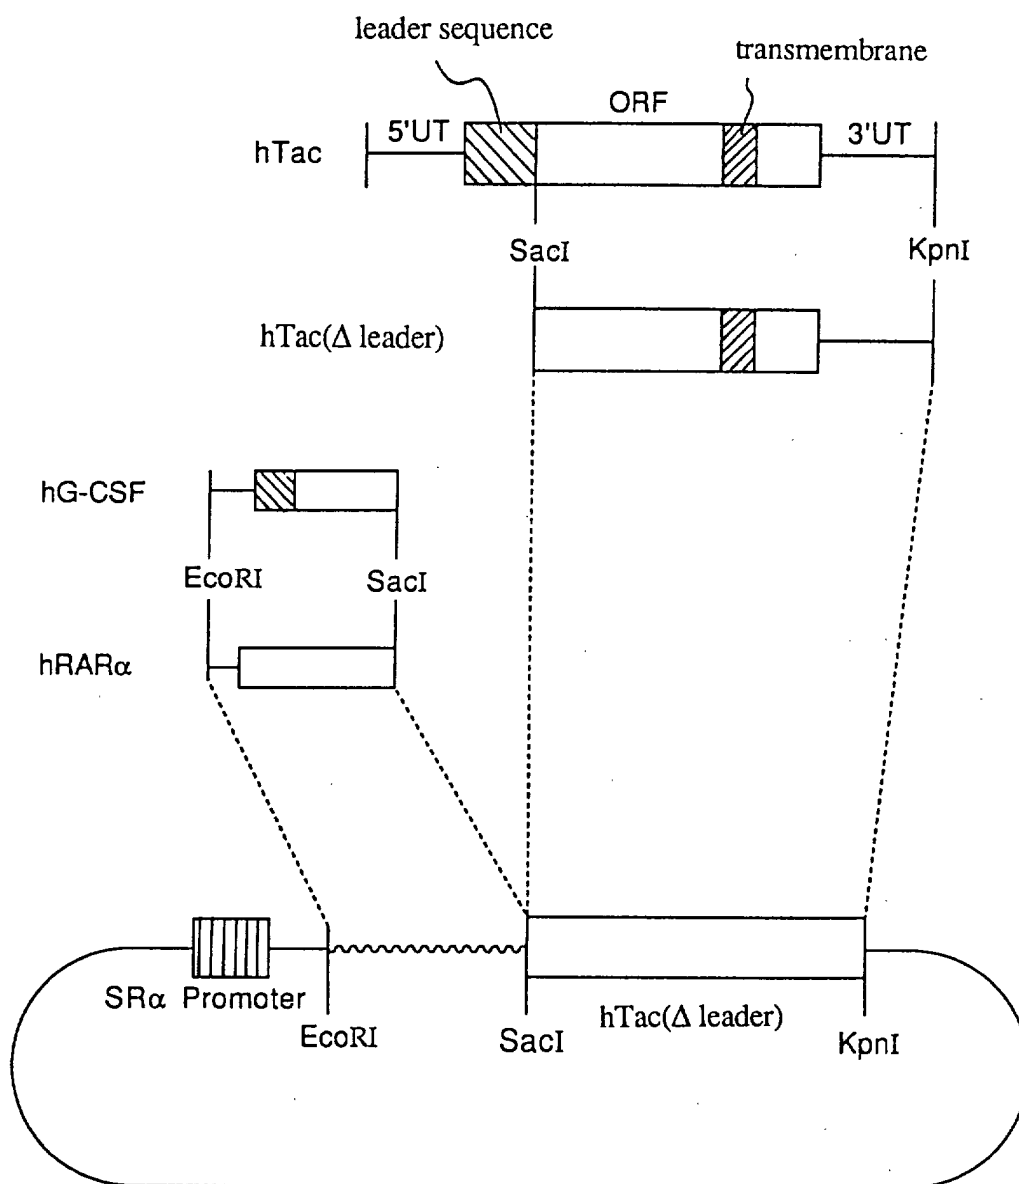 leader sequence
transmembrane
ORF
5'UT
3'UT
hTac
SacI
KpnI
hTac(Δ leader)
hG-CSF
EcoRI
SacI
hRARα
SRα Promoter
EcoRI
SacI
hTac(Δ leader)
KpnI